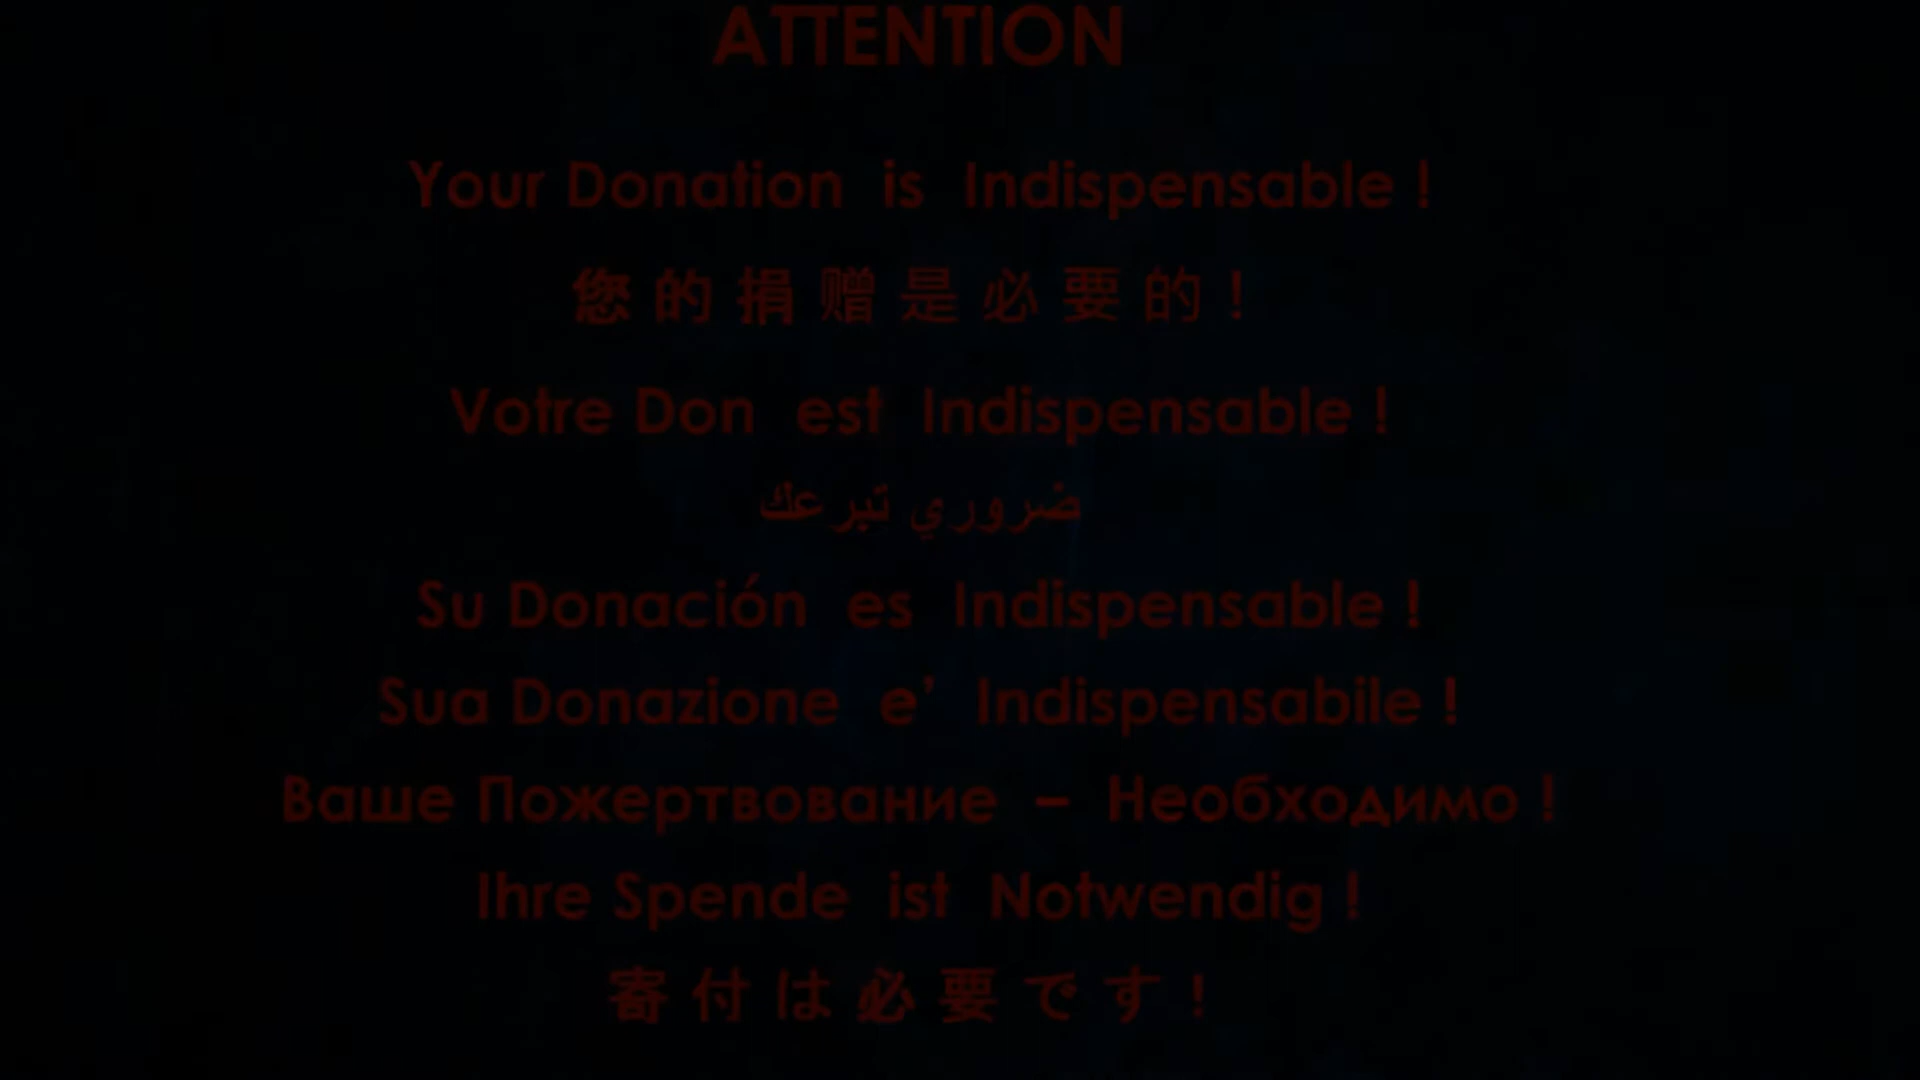 ATTENTION
Your Donation is Indispensable !
您的捐赠是必要的！
Votre Don est Indispensable !
ضروري تبرعك
Su Donación es Indispensable !
Sua Donazione e’ Indispensabile !
Ваше Пожертвование – Необходимо !
Ihre Spende ist Notwendig !
寄付は必要です！